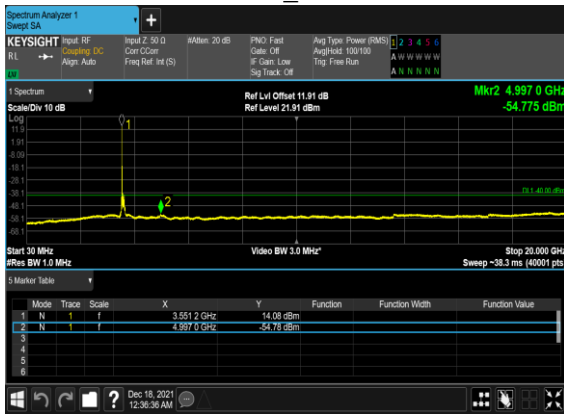 Spectrum Analyzer 1
Swept SA
KEYSIGHT Input: RF Input Z: 50 Ω #Atten: 20 dB PNO: Fast Avg Type: Power (RMS) 1 2 3 4 5 6
RL Coupling: DC Corr CCorr Gate: Off Avg|Hold: 100/100 A W W W W W
Align: Auto Freq Ref: Int (S) IF Gain: Low Trig: Free Run
Sig Track: Off A N N N N N
1 Spectrum Ref Lvl Offset 11.91 dB Mkr2 4.997 0 GHz
Scale/Div 10 dB Ref Level 21.91 dBm -54.775 dBm
Log
11.9
1.91
-8.09
-18.1
-28.1
-38.1
-48.1
-58.1
-68.1
1
2
DL1 -40.00 dBm
Start 30 MHz Video BW 3.0 MHz* Stop 20.000 GHz
#Res BW 1.0 MHz Sweep ~38.3 ms (40001 pts)
5 Marker Table
Mode Trace Scale X Y Function Function Width Function Value
1 N 1 f 3.551 2 GHz 14.08 dBm
2 N 1 f 4.997 0 GHz -54.78 dBm
3
4
5
6
? Dec 18, 2021
12:36:36 AM